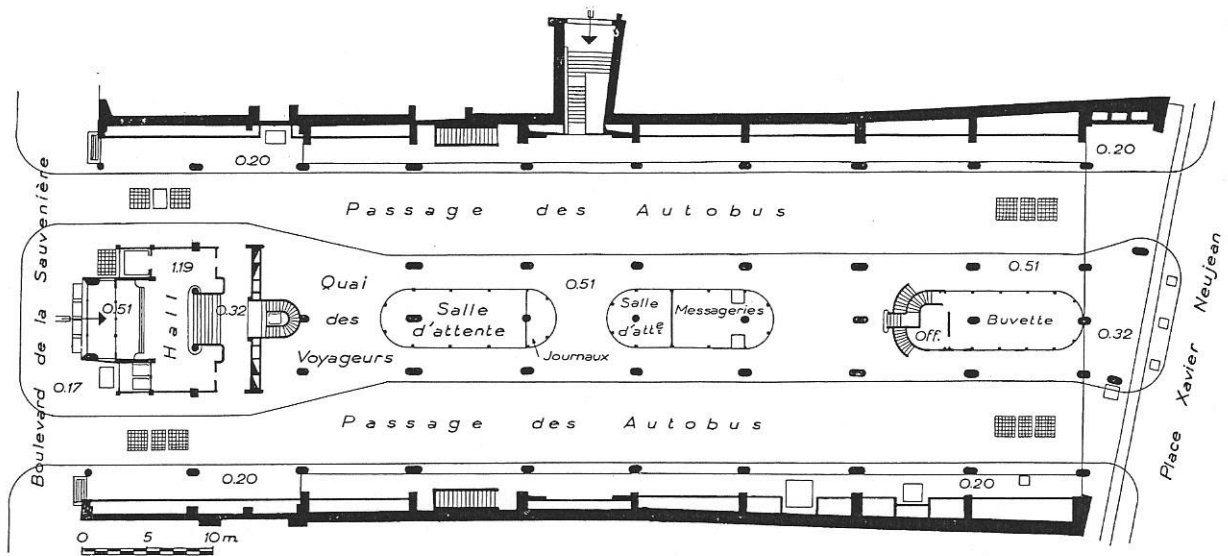 0.20
0.20
Boulevard de la Sauvenière
Passage des Autobus
1.19
0.51
0.32
Hall
0.17
Quai
des
Voyageurs
0.51
0.51
Salle
d'attente
Journaux
Salle
d'atte
Messageries
Off.
Buvette
0.32
Place Xavier Neujean
Passage des Autobus
0.20
0.20
0 5 10 m.